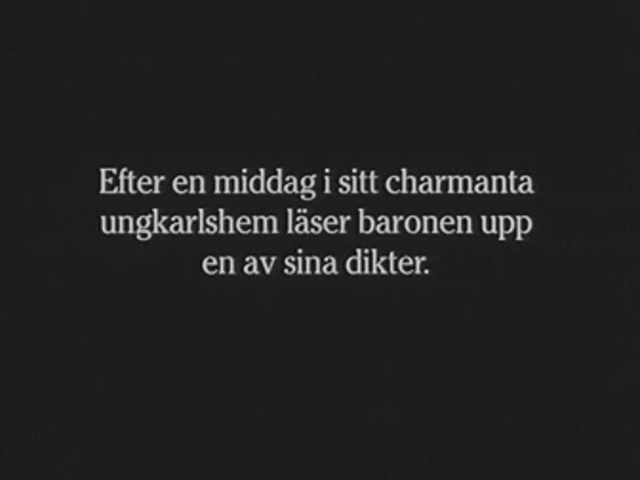 Efter en middag i sitt charmanta
ungkarlshem läser baronen upp
en av sina dikter.